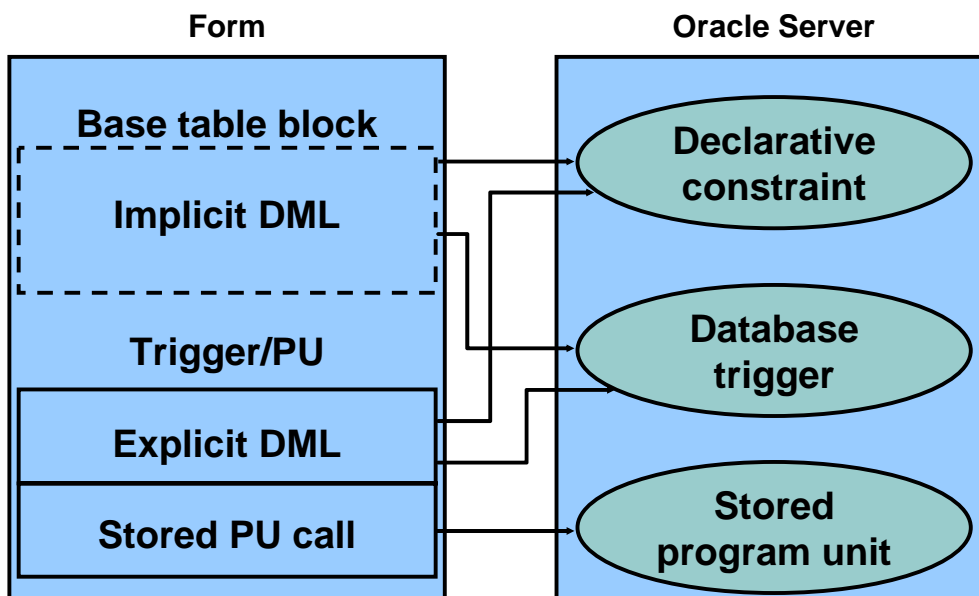 Form
Base table block
Implicit DML
Trigger/PU
Explicit DML
Stored PU call
Oracle Server
Declarative
constraint
Database
trigger
Stored
program unit